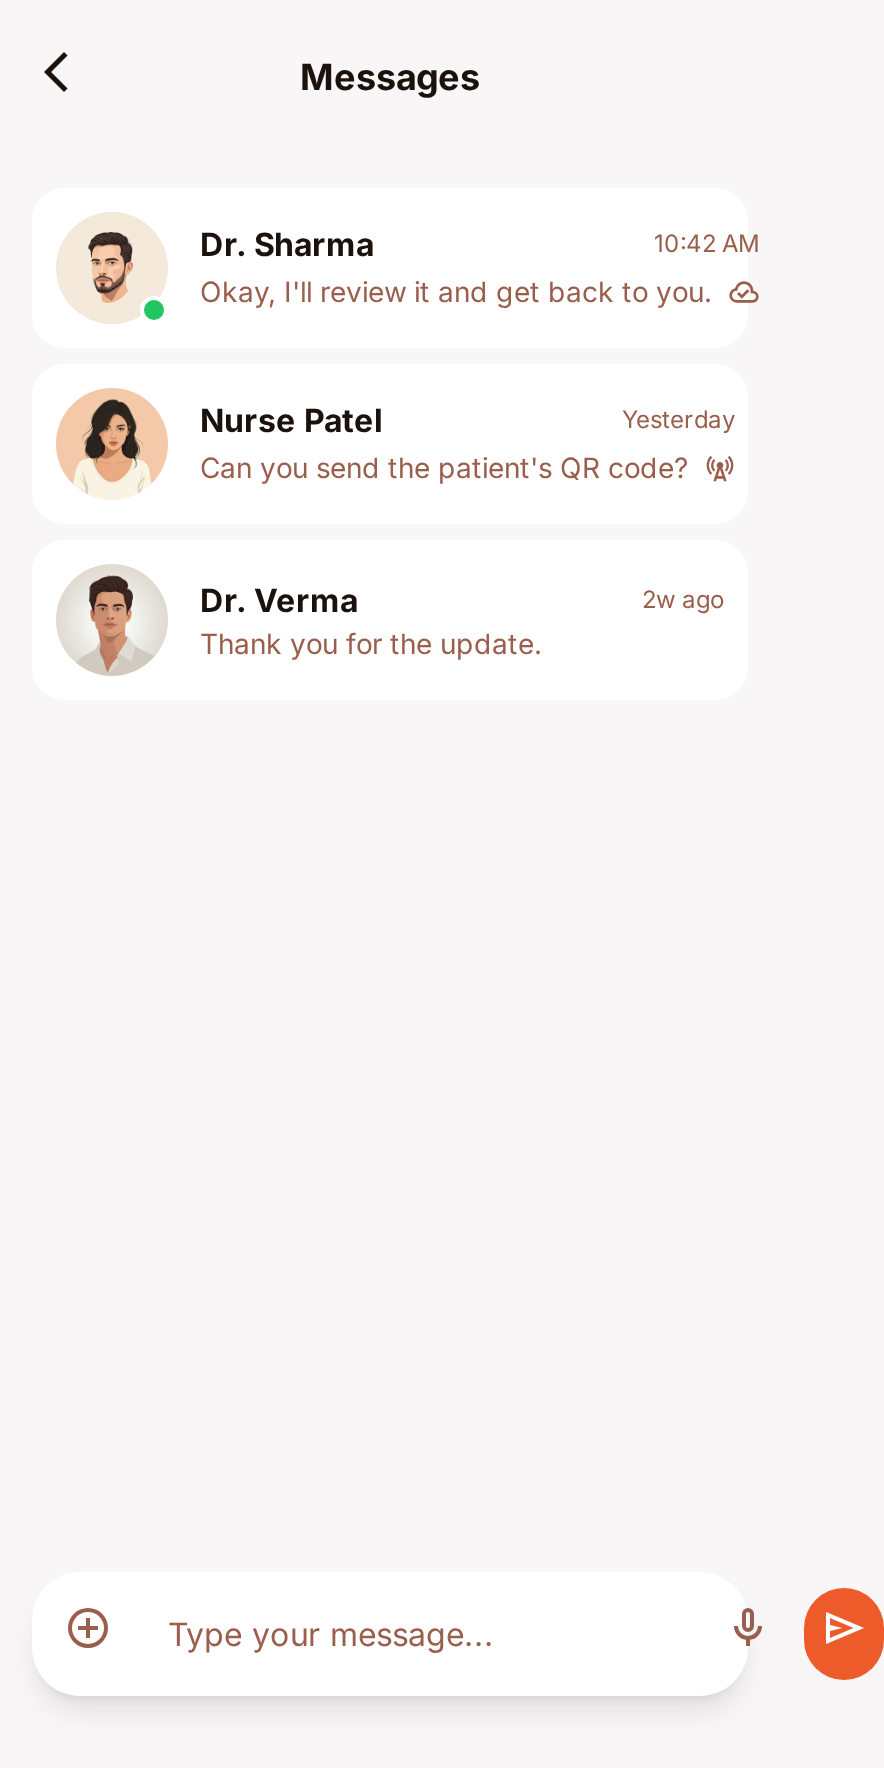 Messages
Dr. Sharma 10:42 AM
Okay, I'll review it and get back to you.
Nurse Patel Yesterday
Can you send the patient's QR code?
Dr. Verma 2w ago
Thank you for the update.
Type your message...